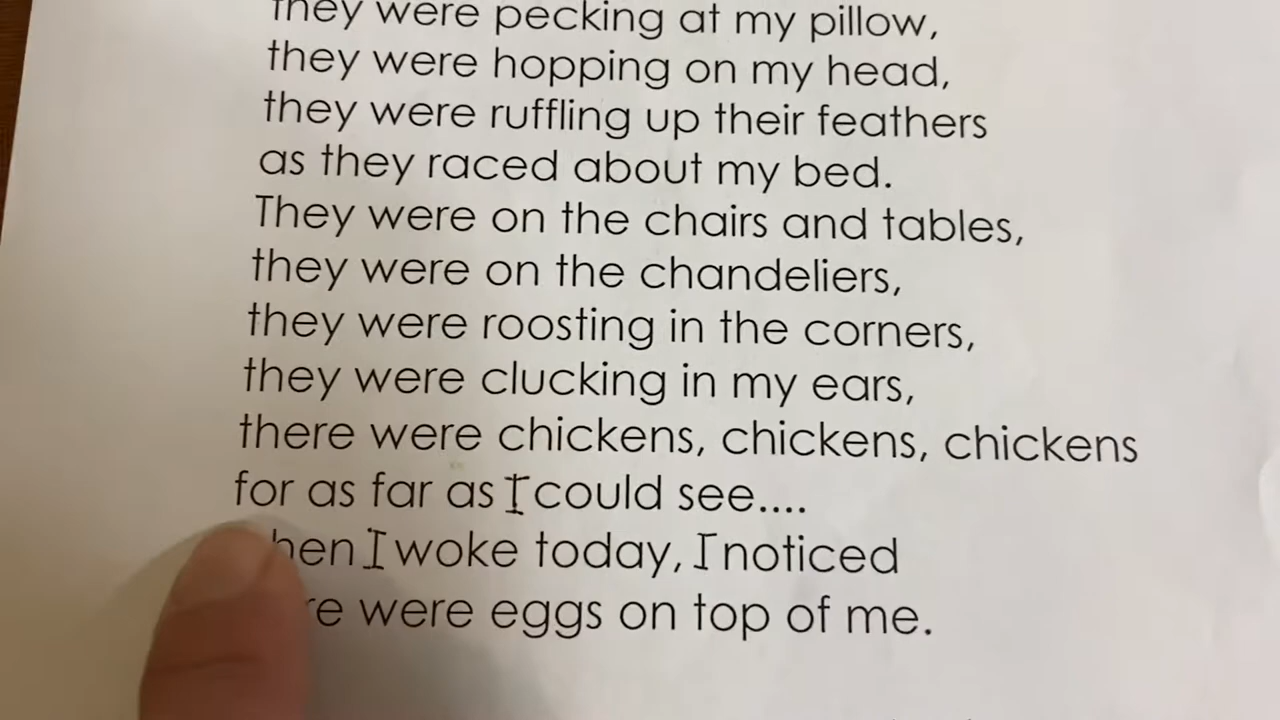 they were pecking at my pillow,
they were hopping on my head,
they were ruffling up their feathers
as they raced about my bed.
They were on the chairs and tables,
they were on the chandeliers,
they were roosting in the corners,
they were clucking in my ears,
there were chickens, chickens, chickens
for as far as I could see....
I woke today, I noticed
were eggs on top of me.